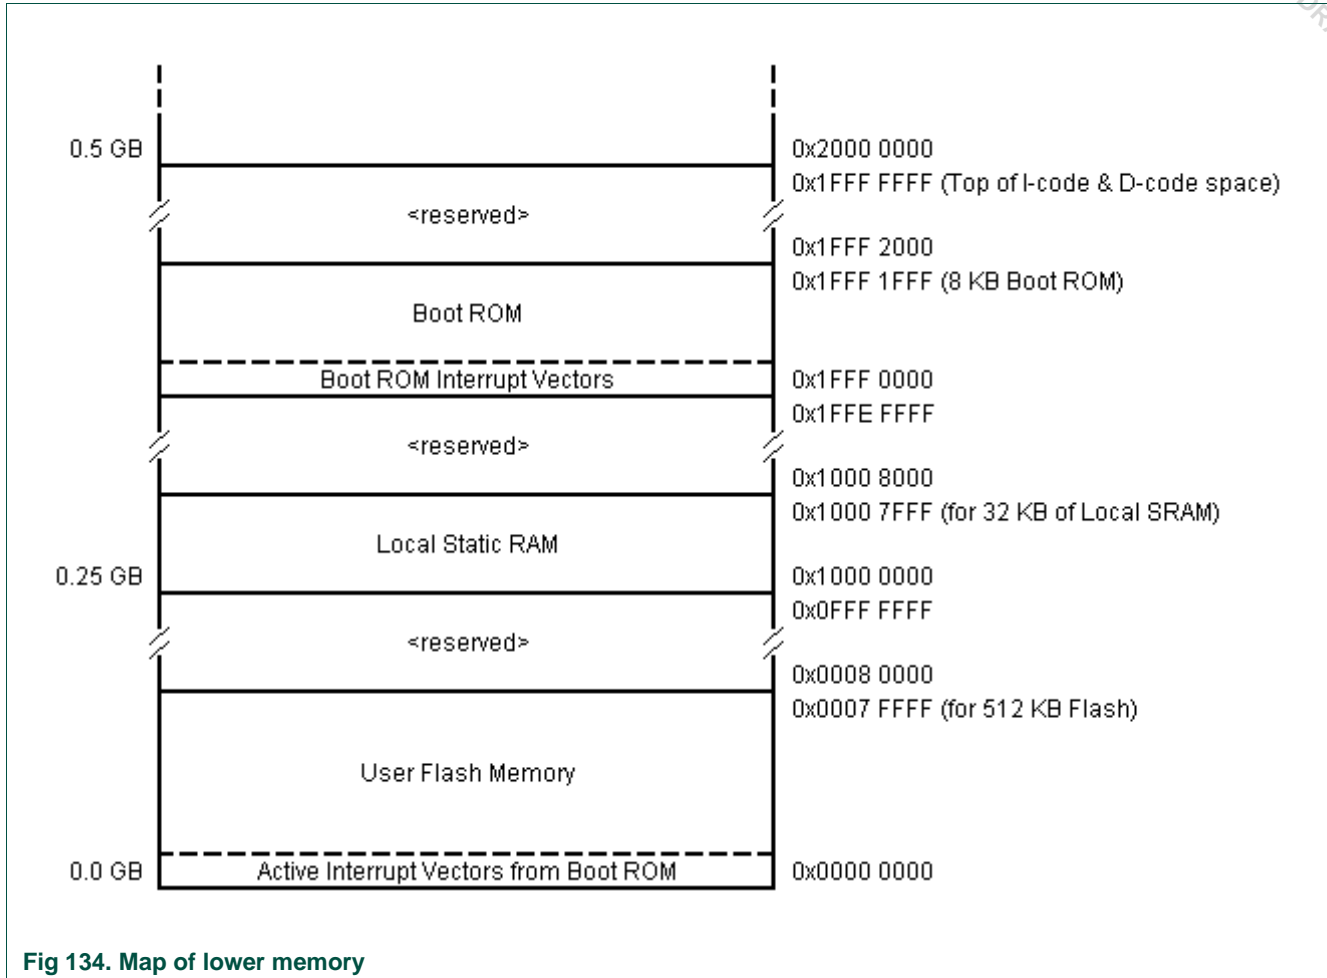 DR
0.5 GB
0x2000 0000
0x1FFF FFFF (Top of I-code & D-code space)
<reserved>
0x1FFF 2000
0x1FFF 1FFF (8 KB Boot ROM)
Boot ROM
Boot ROM Interrupt Vectors
0x1FFF 0000
0x1FFE FFFF
<reserved>
0x1000 8000
0x1000 7FFF (for 32 KB of Local SRAM)
Local Static RAM
0.25 GB
0x1000 0000
0x0FFF FFFF
<reserved>
0x0008 0000
0x0007 FFFF (for 512 KB Flash)
User Flash Memory
0.0 GB
Active Interrupt Vectors from Boot ROM
0x0000 0000
Fig 134. Map of lower memory